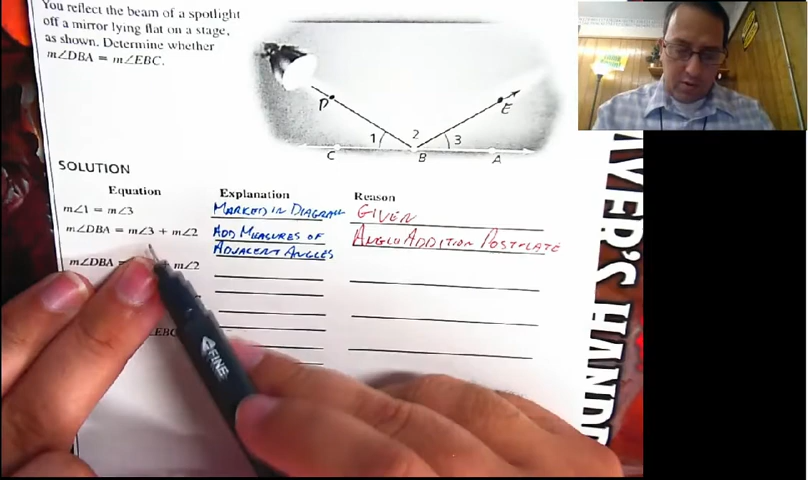 You reflect the beam of a spotlight
off a mirror lying flat on a stage,
as shown. Determine whether
m∠DBA = m∠EBC.
D
E
1
2
3
C
B
A
SOLUTION
Equation
Explanation
Reason
m∠1 = m∠3
MARKED IN DIAGRAM
GIVEN
m∠DBA = m∠3 + m∠2
ADD MEASURES OF
ADJACENT ANGLES
ANGLE ADDITION POSTULATE
m∠DBA =
m∠2
EBC
FINE